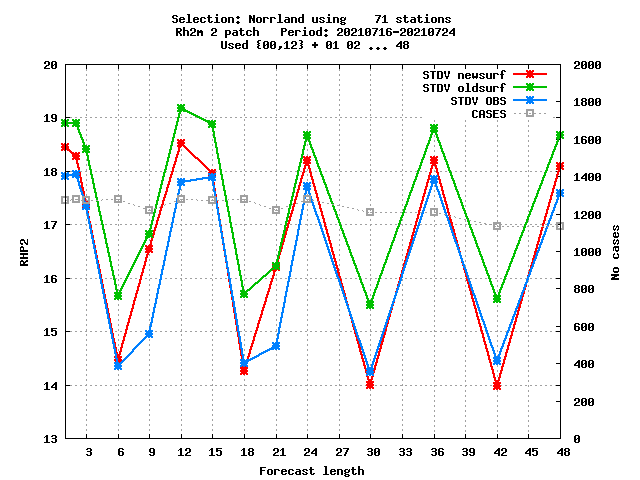 Selection: Norrland using    71 stations
Rh2m 2 patch   Period: 20210716-20210724
Used {00,12} + 01 02 ... 48
20 2000
STDV newsurf
STDV oldsurf
STDV OBS
CASES
19 1800
18 1600
17 1400
16 1200
15 1000
14 800
13 600
400
200
0
RHP2
No cases
3 6 9 12 15 18 21 24 27 30 33 36 39 42 45 48
Forecast length